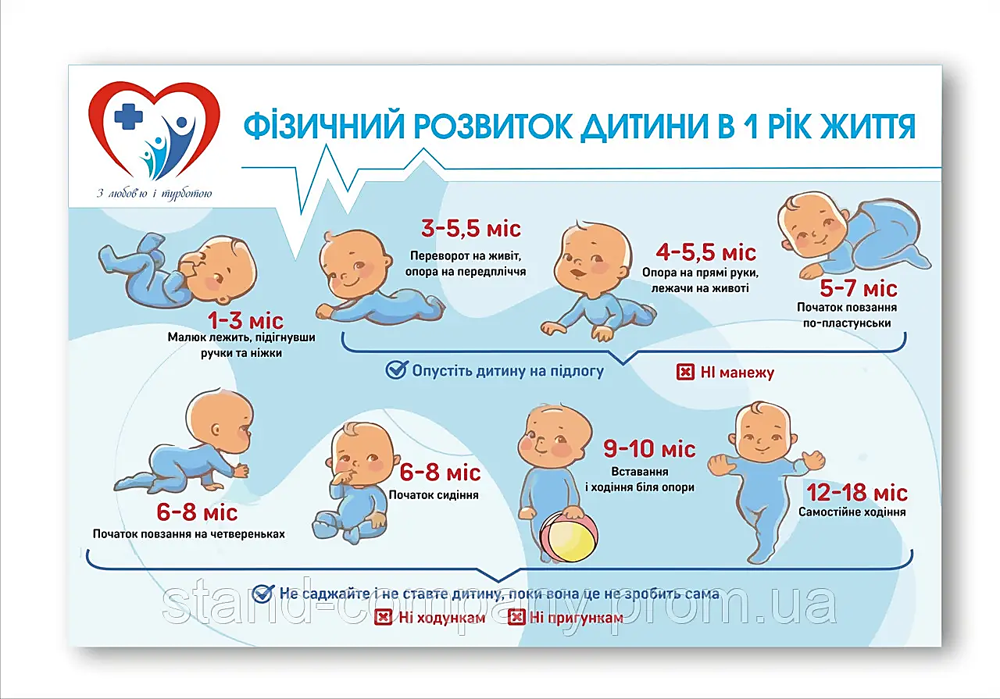 ФІЗИЧНИЙ РОЗВИТОК ДИТИНИ В 1 РІК ЖИТТЯ
З любов'ю і турботою
1-3 міс
Малюк лежить, підігнувши
ручки та ніжки
3-5,5 міс
Переворот на живіт,
опора на передпліччя
4-5,5 міс
Опора на прямі руки,
лежачи на животі
5-7 міс
Початок повзання
по-пластунськи
Опустіть дитину на підлогу
НІ манежу
6-8 міс
Початок повзання на четвереньках
6-8 міс
Початок сидіння
9-10 міс
Вставання
і ходіння біля опори
12-18 міс
Самостійне ходіння
Не саджайте і не ставте дитину, поки вона це не зробить сама
Ні ходункам
Ні пригункам
stand-company.prom.ua